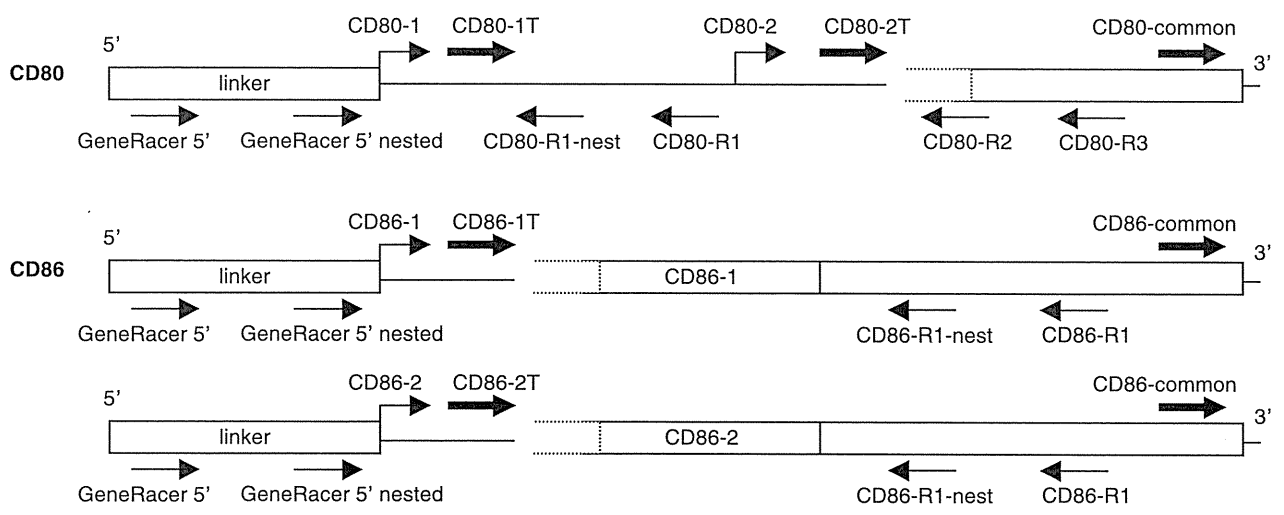 CD80-1 CD80-1T CD80-2 CD80-2T CD80-common
5’ 3’
CD80 linker
GeneRacer 5’ GeneRacer 5’ nested CD80-R1-nest CD80-R1 CD80-R2 CD80-R3
CD86-1 CD86-1T CD86-common
5’ 3’
CD86 linker CD86-1
GeneRacer 5’ GeneRacer 5’ nested CD86-R1-nest CD86-R1
CD86-2 CD86-2T CD86-common
5’ 3’
linker CD86-2
GeneRacer 5’ GeneRacer 5’ nested CD86-R1-nest CD86-R1